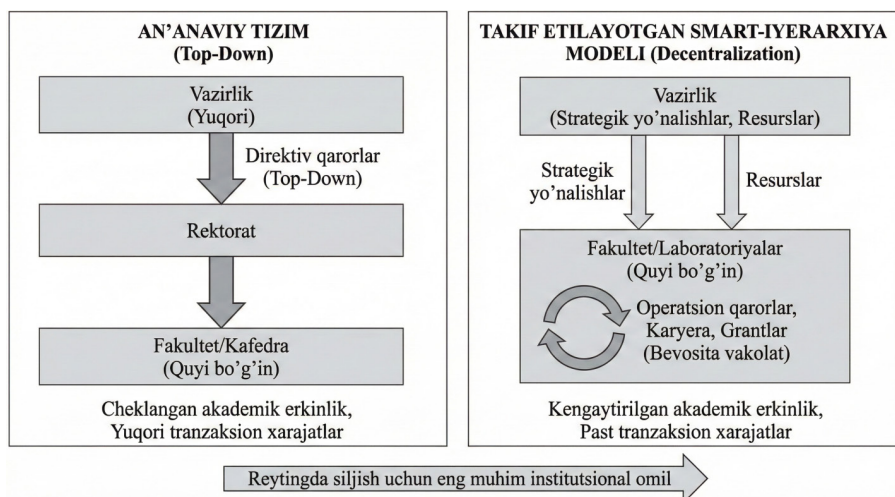 AN'ANAVIY TIZIM
(Top-Down)
Vazirlik
(Yuqori)
Direktiv qarorlar
(Top-Down)
Rektorat
Fakultet/Kafedra
(Quyi bo'g'in)
Cheklangan akademik erkinlik,
Yuqori tranzaksion xarajatlar
TAKIF ETILAYOTGAN SMART-IYERARXIYA
MODELI (Decentralization)
Vazirlik
(Strategik yo'nalishlar, Resurslar)
Strategik
yo'nalishlar
Resurslar
Fakultet/Laboratoriyalar
(Quyi bo'g'in)
Operatsion qarorlar,
Karyera, Grantlar
(Bevosita vakolat)
Kengaytirilgan akademik erkinlik,
Past tranzaksion xarajatlar
Reytingda siljish uchun eng muhim institutsional omil